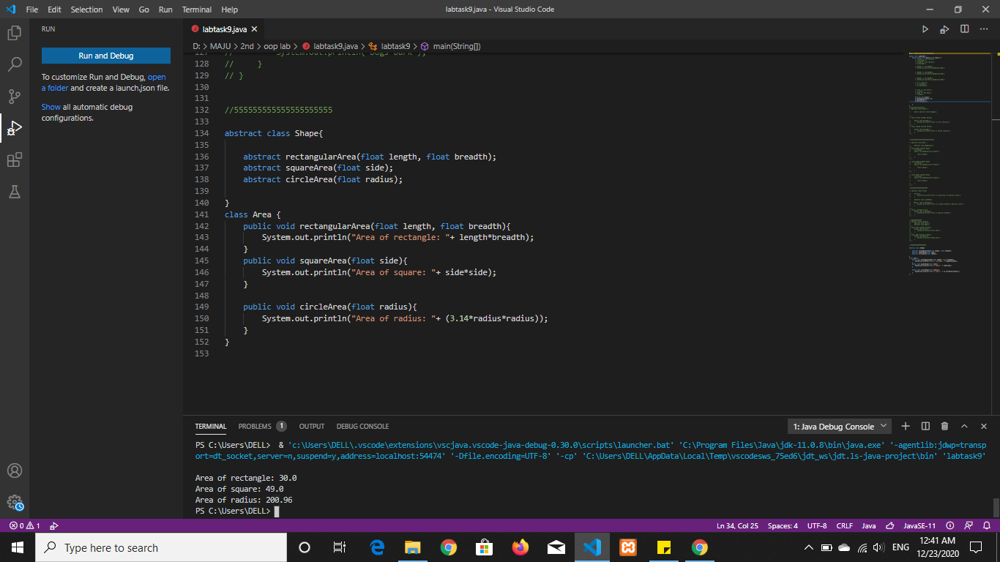 File Edit Selection View Go Run Terminal Help
labtask9.java - Visual Studio Code
RUN
Run and Debug
To customize Run and Debug, open
a folder and create a launch.json file.
Show all automatic debug
configurations.
labtask9.java
D: > MAJU > 2nd > oop lab > labtask9.java > labtask9 > main(String[])
128 // }
129 // }
130
131
132 //555555555555555555555
133
134 abstract class Shape{
135
136 abstract rectangularArea(float length, float breadth);
137 abstract squareArea(float side);
138 abstract circleArea(float radius);
139
140 }
141 class Area {
142 public void rectangularArea(float length, float breadth){
143 System.out.println("Area of rectangle: "+ length*breadth);
144 }
145 public void squareArea(float side){
146 System.out.println("Area of square: "+ side*side);
147 }
148
149 public void circleArea(float radius){
150 System.out.println("Area of radius: "+ (3.14*radius*radius));
151 }
152 }
153
TERMINAL PROBLEMS 1 OUTPUT DEBUG CONSOLE
1: Java Debug Console
PS C:\Users\DELL> & 'c:\Users\DELL\.vscode\extensions\vscjava.vscode-java-debug-0.30.0\scripts\launcher.bat' 'C:\Program Files\Java\jdk-11.0.8\bin\java.exe' '-agentlib:jdwp=transp
ort=dt_socket,server=n,suspend=y,address=localhost:54474' '-Dfile.encoding=UTF-8' '-cp' 'C:\Users\DELL\AppData\Local\Temp\vscodesws_75ed6\jdt_ws\jdt.ls-java-project\bin' 'labtask9'
Area of rectangle: 30.0
Area of square: 49.0
Area of radius: 200.96
PS C:\Users\DELL>
0 1
Ln 34, Col 25 Spaces: 4 UTF-8 CRLF Java JavaSE-11
Type here to search
ENG
12:41 AM
12/23/2020